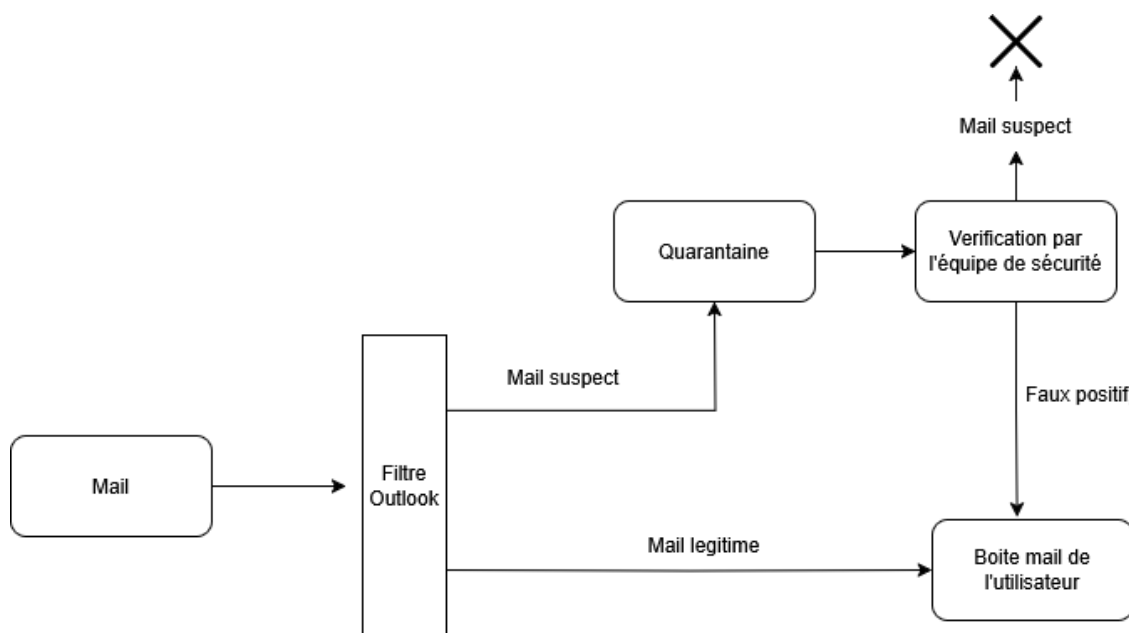 Mail suspect
Quarantaine
Verification par
l'équipe de sécurité
Mail suspect
Faux positif
Mail
Filtre
Outlook
Mail legitime
Boite mail de
l'utilisateur